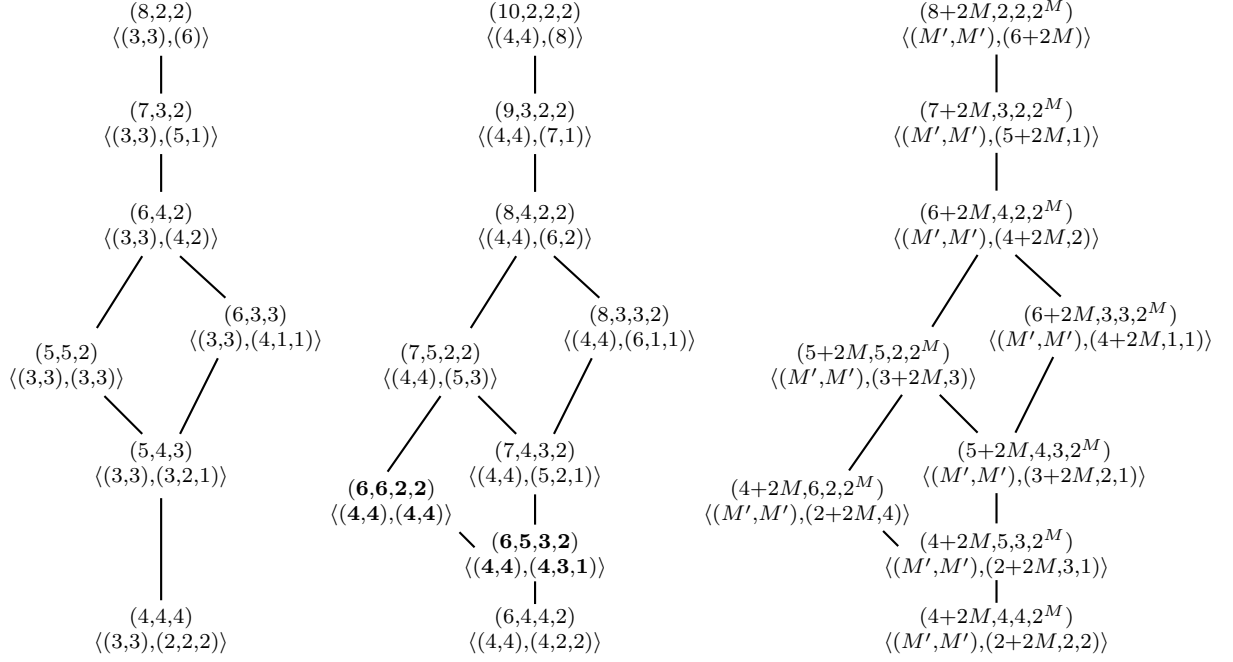 (8,2,2)
⟨(3,3),(6)⟩
(7,3,2)
⟨(3,3),(5,1)⟩
(6,4,2)
⟨(3,3),(4,2)⟩
(6,3,3)
⟨(3,3),(4,1,1)⟩
(5,5,2)
⟨(3,3),(3,3)⟩
(5,4,3)
⟨(3,3),(3,2,1)⟩
(4,4,4)
⟨(3,3),(2,2,2)⟩
(10,2,2,2)
⟨(4,4),(8)⟩
(9,3,2,2)
⟨(4,4),(7,1)⟩
(8,4,2,2)
⟨(4,4),(6,2)⟩
(8,3,3,2)
⟨(4,4),(6,1,1)⟩
(7,5,2,2)
⟨(4,4),(5,3)⟩
(7,4,3,2)
⟨(4,4),(5,2,1)⟩
(6,6,2,2)
⟨(4,4),(4,4)⟩
(6,5,3,2)
⟨(4,4),(4,3,1)⟩
(6,4,4,2)
⟨(4,4),(4,2,2)⟩
(8+2M,2,2,2^M)
⟨(M′,M′),(6+2M)⟩
(7+2M,3,2,2^M)
⟨(M′,M′),(5+2M,1)⟩
(6+2M,4,2,2^M)
⟨(M′,M′),(4+2M,2)⟩
(6+2M,3,3,2^M)
⟨(M′,M′),(4+2M,1,1)⟩
(5+2M,5,2,2^M)
⟨(M′,M′),(3+2M,3)⟩
(5+2M,4,3,2^M)
⟨(M′,M′),(3+2M,2,1)⟩
(4+2M,6,2,2^M)
⟨(M′,M′),(2+2M,4)⟩
(4+2M,5,3,2^M)
⟨(M′,M′),(2+2M,3,1)⟩
(4+2M,4,4,2^M)
⟨(M′,M′),(2+2M,2,2)⟩